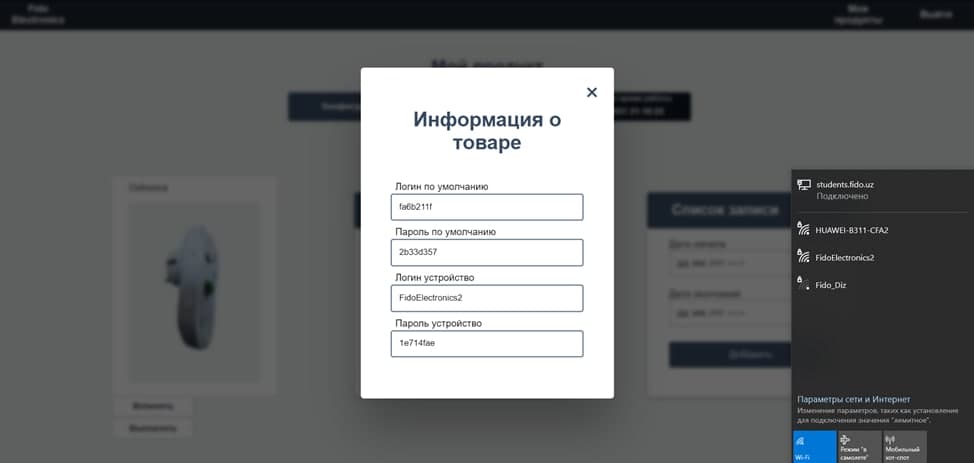 Fido
Electronics
Мои
продукты
Выйти
Мой продукт
Информация о
товаре
Логин по умолчанию
fa6b211f
Пароль по умолчанию
2b33d357
Логин устройство
FidoElectronics2
Пароль устройство
1e714fae
Список записи
Дата начала
Дата окончания
Добавить
students.fido.uz
Подключено
HUAWEI-B311-CFA2
FidoElectronics2
Fido_Diz
Параметры сети и Интернет
Изменение параметров, таких как установление
для подключения значения "лимитное".
Wi-Fi
Режим "в
самолете"
Мобильный
хот-спот